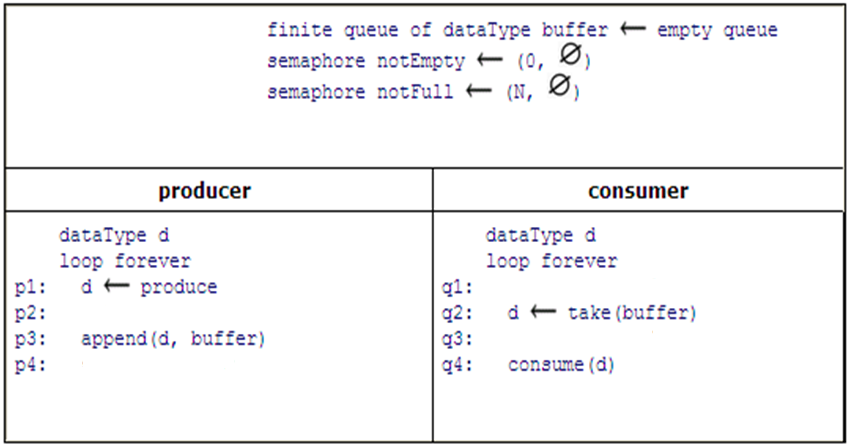 finite queue of dataType buffer ← empty queue
semaphore notEmpty ← (0, ∅)
semaphore notFull ← (N, ∅)
producer
dataType d
loop forever
p1: d ← produce
p2:
p3: append(d, buffer)
p4:
consumer
dataType d
loop forever
q1:
q2: d ← take(buffer)
q3:
q4: consume(d)